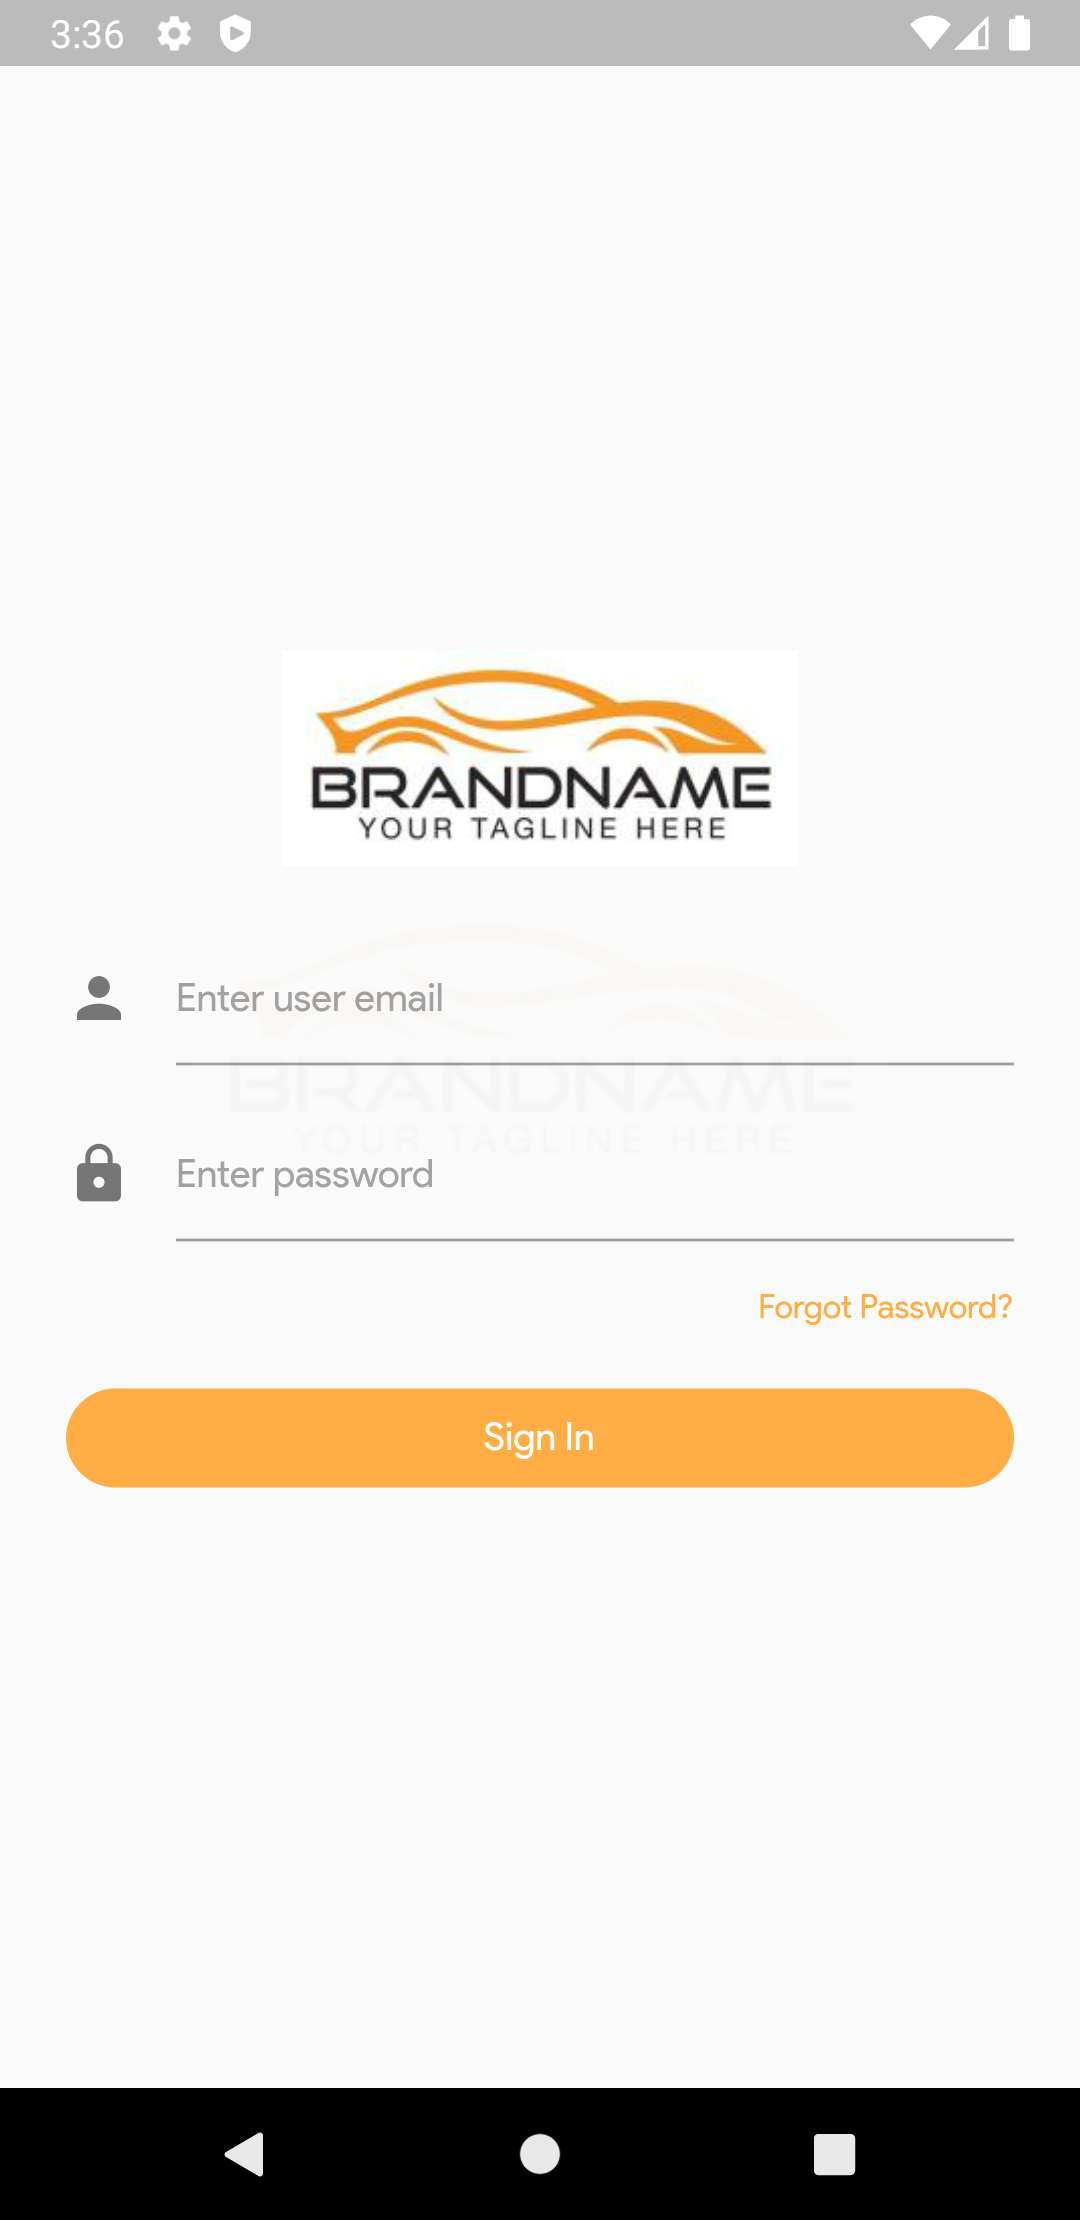 3:36
BRANDNAME
YOUR TAGLINE HERE
Enter user email
BRANDNAME
YOUR TAGLINE HERE
Enter password
Forgot Password?
Sign In